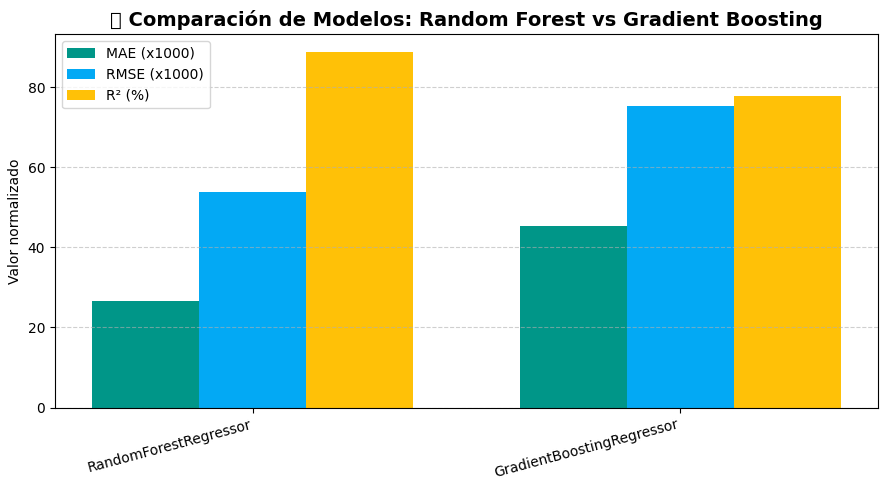 Comparación de Modelos: Random Forest vs Gradient Boosting
MAE (x1000)
RMSE (x1000)
R² (%)
Valor normalizado
80
60
40
20
0
RandomForestRegressor
GradientBoostingRegressor